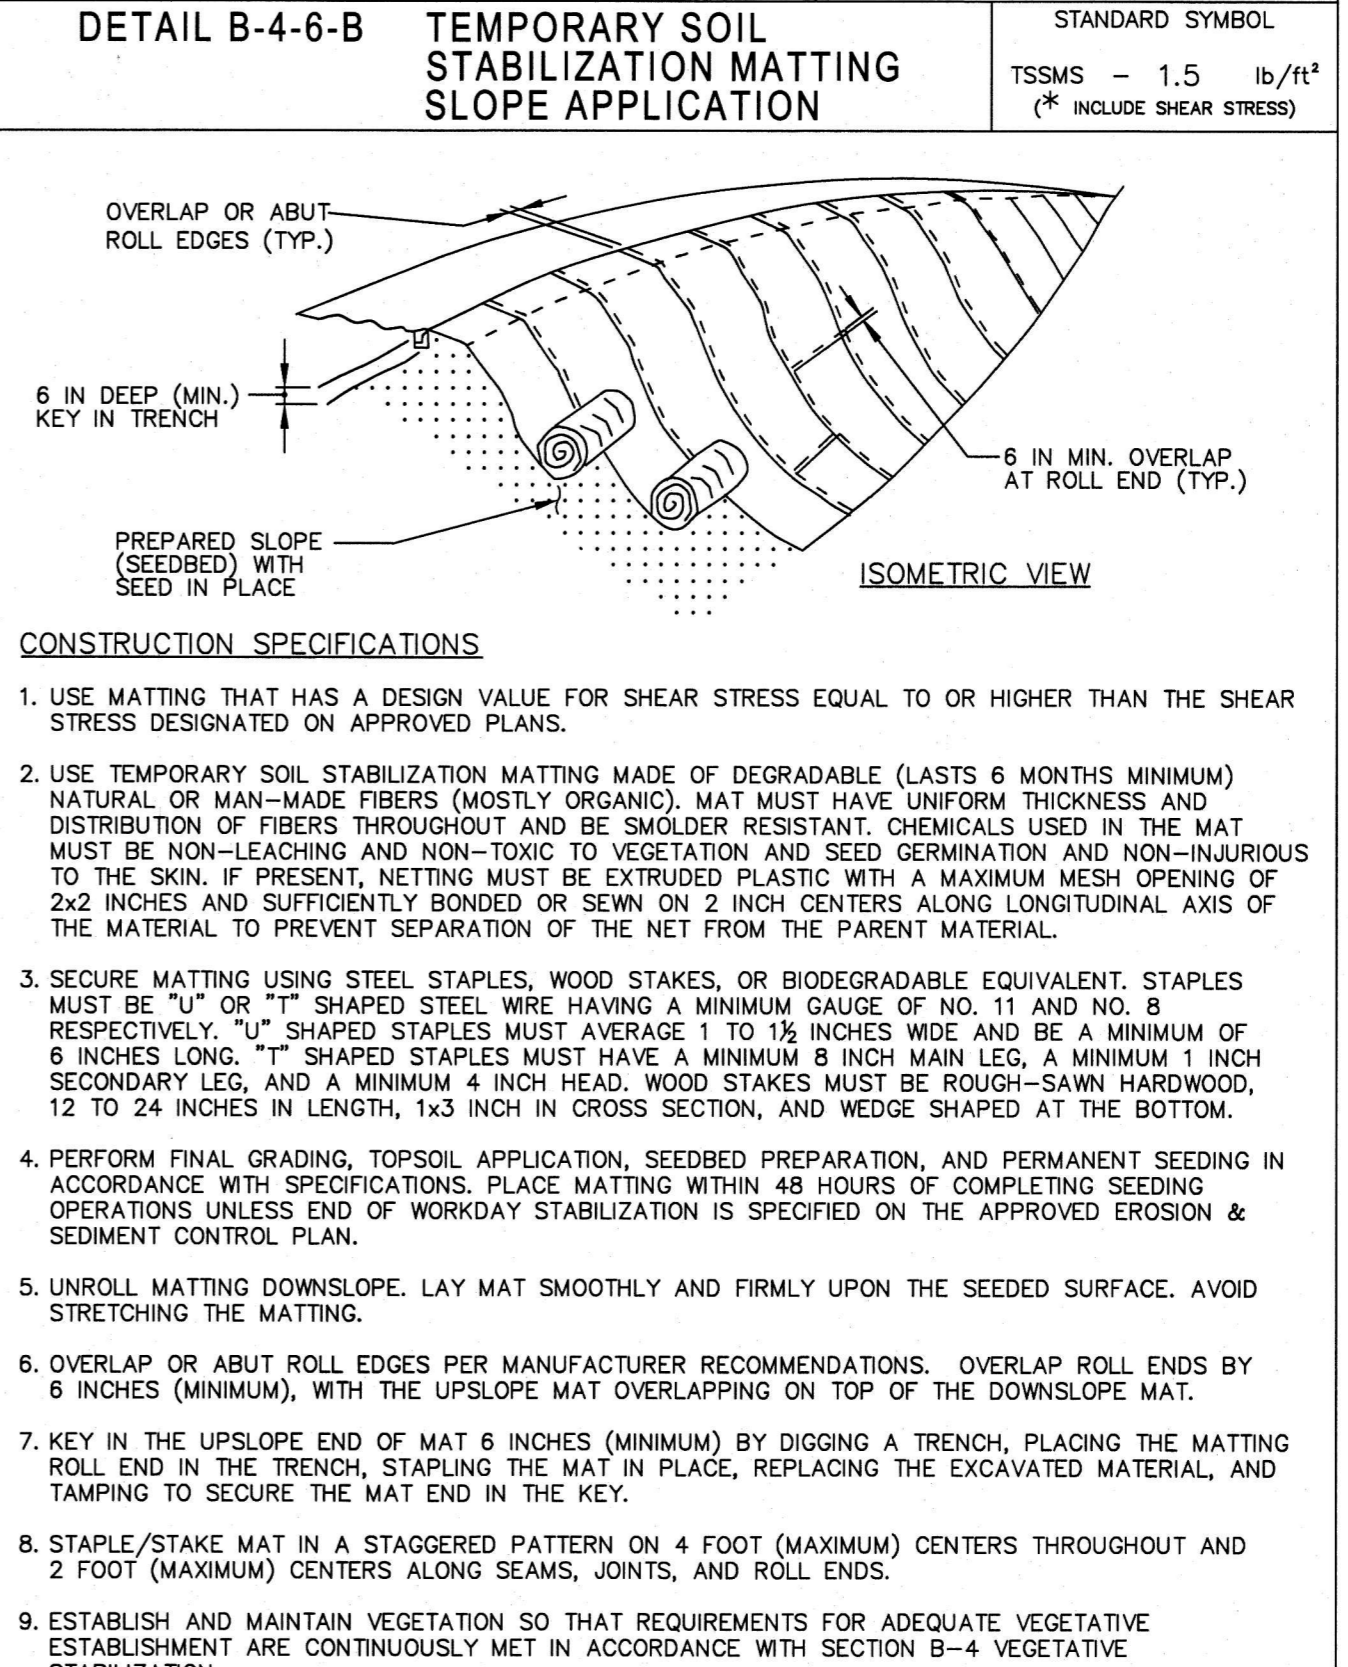 DETAIL B-4-6-B TEMPORARY SOIL
STABILIZATION MATTING
SLOPE APPLICATION
STANDARD SYMBOL
TSSMS - 1.5 lb/ft²
(* INCLUDE SHEAR STRESS)
OVERLAP OR ABUT
ROLL EDGES (TYP.)
6 IN DEEP (MIN.)
KEY IN TRENCH
6 IN MIN. OVERLAP
AT ROLL END (TYP.)
PREPARED SLOPE
(SEEDBED) WITH
SEED IN PLACE
ISOMETRIC VIEW
CONSTRUCTION SPECIFICATIONS
1. USE MATTING THAT HAS A DESIGN VALUE FOR SHEAR STRESS EQUAL TO OR HIGHER THAN THE SHEAR
STRESS DESIGNATED ON APPROVED PLANS.
2. USE TEMPORARY SOIL STABILIZATION MATTING MADE OF DEGRADABLE (LASTS 6 MONTHS MINIMUM)
NATURAL OR MAN-MADE FIBERS (MOSTLY ORGANIC). MAT MUST HAVE UNIFORM THICKNESS AND
DISTRIBUTION OF FIBERS THROUGHOUT AND BE SMOLDER RESISTANT. CHEMICALS USED IN THE MAT
MUST BE NON-LEACHING AND NON-TOXIC TO VEGETATION AND SEED GERMINATION AND NON-INJURIOUS
TO THE SKIN. IF PRESENT, NETTING MUST BE EXTRUDED PLASTIC WITH A MAXIMUM MESH OPENING OF
2x2 INCHES AND SUFFICIENTLY BONDED OR SEWN ON 2 INCH CENTERS ALONG LONGITUDINAL AXIS OF
THE MATERIAL TO PREVENT SEPARATION OF THE NET FROM THE PARENT MATERIAL.
3. SECURE MATTING USING STEEL STAPLES, WOOD STAKES, OR BIODEGRADABLE EQUIVALENT. STAPLES
MUST BE "U" OR "T" SHAPED STEEL WIRE HAVING A MINIMUM GAUGE OF NO. 11 AND NO. 8
RESPECTIVELY. "U" SHAPED STAPLES MUST AVERAGE 1 TO 1½ INCHES WIDE AND BE A MINIMUM OF
6 INCHES LONG. "T" SHAPED STAPLES MUST HAVE A MINIMUM 8 INCH MAIN LEG, A MINIMUM 1 INCH
SECONDARY LEG, AND A MINIMUM 4 INCH HEAD. WOOD STAKES MUST BE ROUGH-SAWN HARDWOOD,
12 TO 24 INCHES IN LENGTH, 1x3 INCH IN CROSS SECTION, AND WEDGE SHAPED AT THE BOTTOM.
4. PERFORM FINAL GRADING, TOPSOIL APPLICATION, SEEDBED PREPARATION, AND PERMANENT SEEDING IN
ACCORDANCE WITH SPECIFICATIONS. PLACE MATTING WITHIN 48 HOURS OF COMPLETING SEEDING
OPERATIONS UNLESS END OF WORKDAY STABILIZATION IS SPECIFIED ON THE APPROVED EROSION &
SEDIMENT CONTROL PLAN.
5. UNROLL MATTING DOWNSLOPE. LAY MAT SMOOTHLY AND FIRMLY UPON THE SEEDED SURFACE. AVOID
STRETCHING THE MATTING.
6. OVERLAP OR ABUT ROLL EDGES PER MANUFACTURER RECOMMENDATIONS. OVERLAP ROLL ENDS BY
6 INCHES (MINIMUM), WITH THE UPSLOPE MAT OVERLAPPING ON TOP OF THE DOWNSLOPE MAT.
7. KEY IN THE UPSLOPE END OF MAT 6 INCHES (MINIMUM) BY DIGGING A TRENCH, PLACING THE MATTING
ROLL END IN THE TRENCH, STAPLING THE MAT IN PLACE, REPLACING THE EXCAVATED MATERIAL, AND
TAMPING TO SECURE THE MAT END IN THE KEY.
8. STAPLE/STAKE MAT IN A STAGGERED PATTERN ON 4 FOOT (MAXIMUM) CENTERS THROUGHOUT AND
2 FOOT (MAXIMUM) CENTERS ALONG SEAMS, JOINTS, AND ROLL ENDS.
9. ESTABLISH AND MAINTAIN VEGETATION SO THAT REQUIREMENTS FOR ADEQUATE VEGETATIVE
ESTABLISHMENT ARE CONTINUOUSLY MET IN ACCORDANCE WITH SECTION B-4 VEGETATIVE